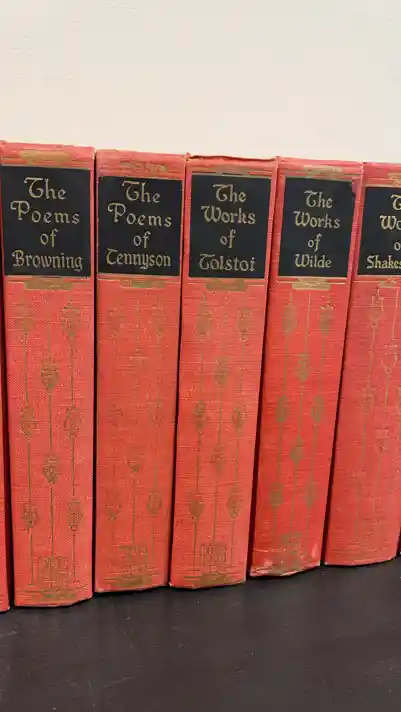 The
Poems
of
Browning
The
Poems
of
Tennyson
The
Works
of
Tolstoi
The
Works
of
Wilde